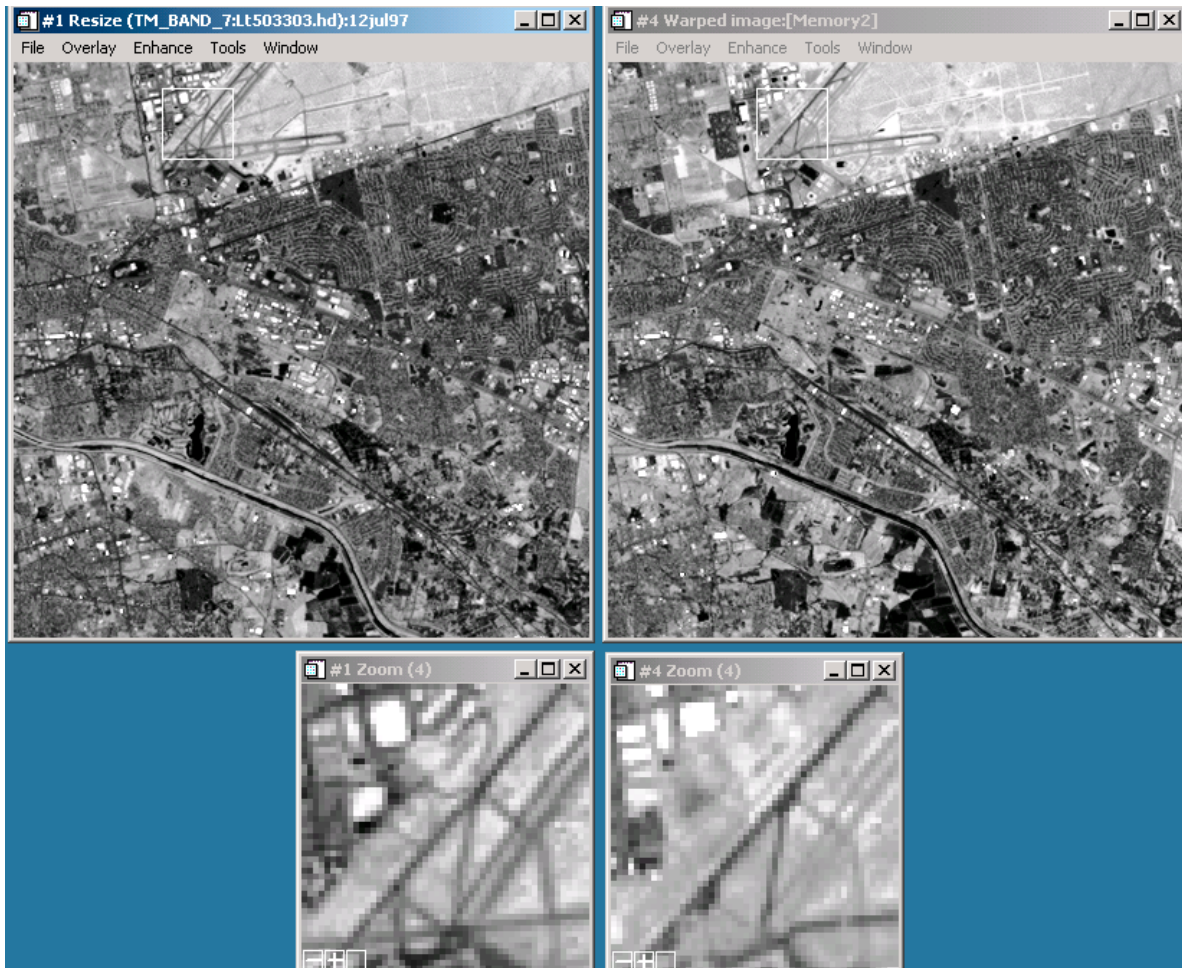 #1 Resize (TM_BAND_7:Lt503303.hd):12jul97
File Overlay Enhance Tools Window
#4 Warped image:[Memory2]
File Overlay Enhance Tools Window
#1 Zoom (4)
#4 Zoom (4)